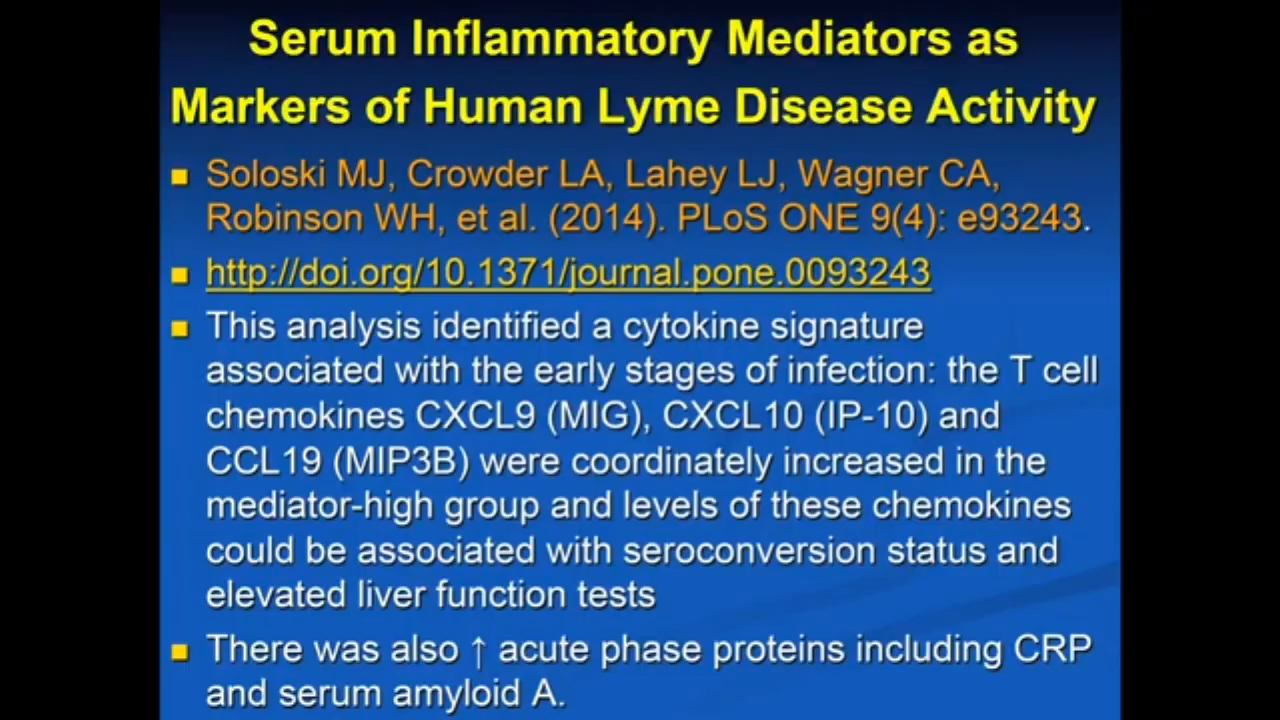 Serum Inflammatory Mediators as
Markers of Human Lyme Disease Activity
Soloski MJ, Crowder LA, Lahey LJ, Wagner CA,
Robinson WH, et al. (2014). PLoS ONE 9(4): e93243.
http://doi.org/10.1371/journal.pone.0093243
This analysis identified a cytokine signature
associated with the early stages of infection: the T cell
chemokines CXCL9 (MIG), CXCL10 (IP-10) and
CCL19 (MIP3B) were coordinately increased in the
mediator-high group and levels of these chemokines
could be associated with seroconversion status and
elevated liver function tests
There was also ↑ acute phase proteins including CRP
and serum amyloid A.